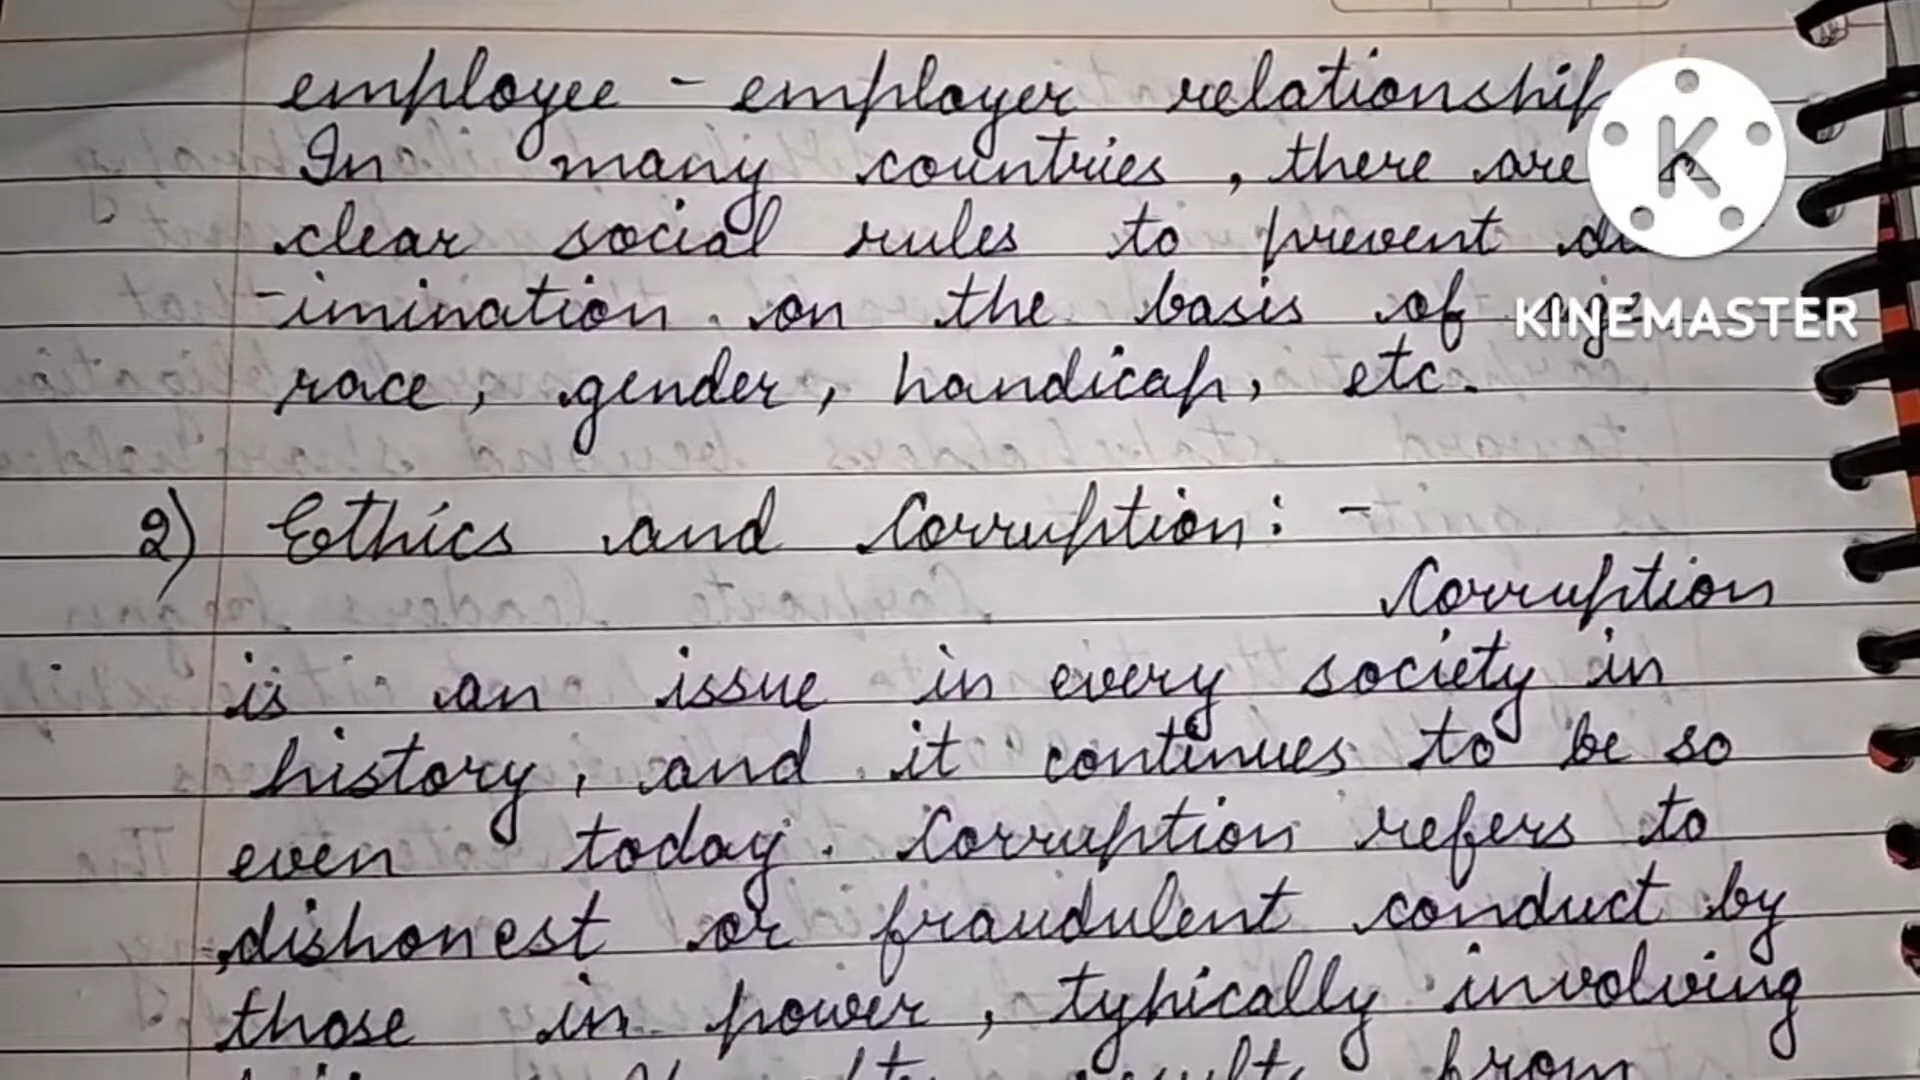 employee - employer relationship
In many countries, there are
clear social rules to prevent
-imination on the basis of age
race, gender, handicap, etc.
2) Ethics and Corruption: -
Corruption
is an issue in every society in
history, and it continues to be so
even today. Corruption refers to
dishonest or fraudulent conduct by
those in power, typically involving
from
K
KINEMASTER